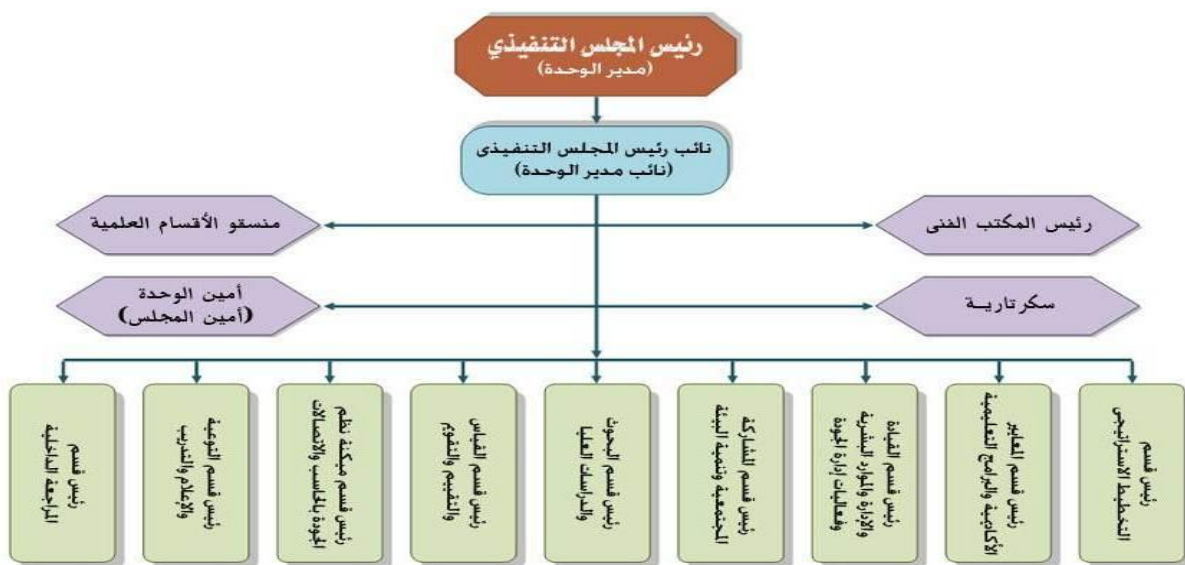 رئيس المجلس التنفيذي
(مدير الوحدة)
نائب رئيس المجلس التنفيذى
(نائب مدير الوحدة)
رئيس المكتب الفنى
منسقو الأقسام العلمية
سكرتاريـة
أمين الوحدة
(أمين المجلس)
رئيس قسم
التخطيط الاستراتيجى
رئيس قسم المعايير
الأكاديمية والبرامج التعليمية
رئيس قسم القيادة
والإدارة والموارد البشرية
وفعاليات إدارة الجودة
رئيس قسم المشاركة
المجتمعية وتنمية البيئة
رئيس قسم البحوث
والدراسات العليا
رئيس قسم القياس
والتقييم والتقويم
رئيس قسم ميكنة نظم
الجودة بالحاسب والاتصالات
رئيس قسم التوعية
والإعلام والتدريب
رئيس قسم
المراجعة الداخلية